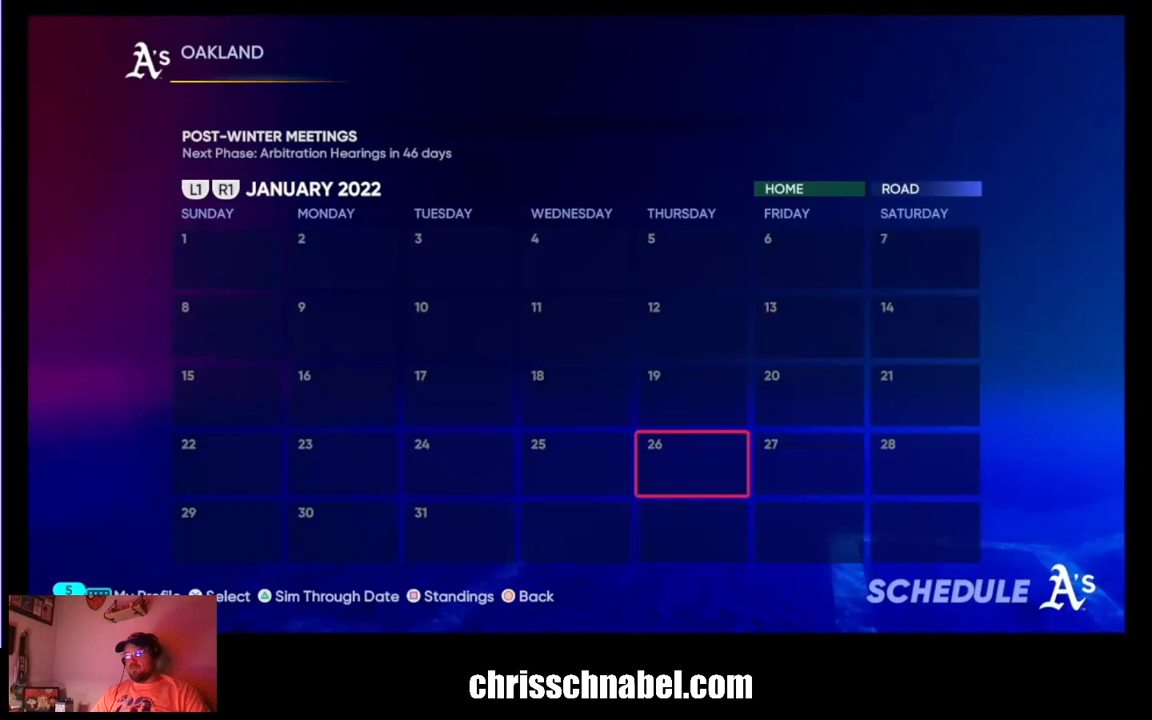 A's OAKLAND
POST-WINTER MEETINGS
Next Phase: Arbitration Hearings in 46 days
L1 R1 JANUARY 2022
HOME ROAD
SUNDAY MONDAY TUESDAY WEDNESDAY THURSDAY FRIDAY SATURDAY
1 2 3 4 5 6 7
8 9 10 11 12 13 14
15 16 17 18 19 20 21
22 23 24 25 26 27 28
29 30 31
5 My Profile Select Sim Through Date Standings Back
SCHEDULE A's
chrisschnabel.com